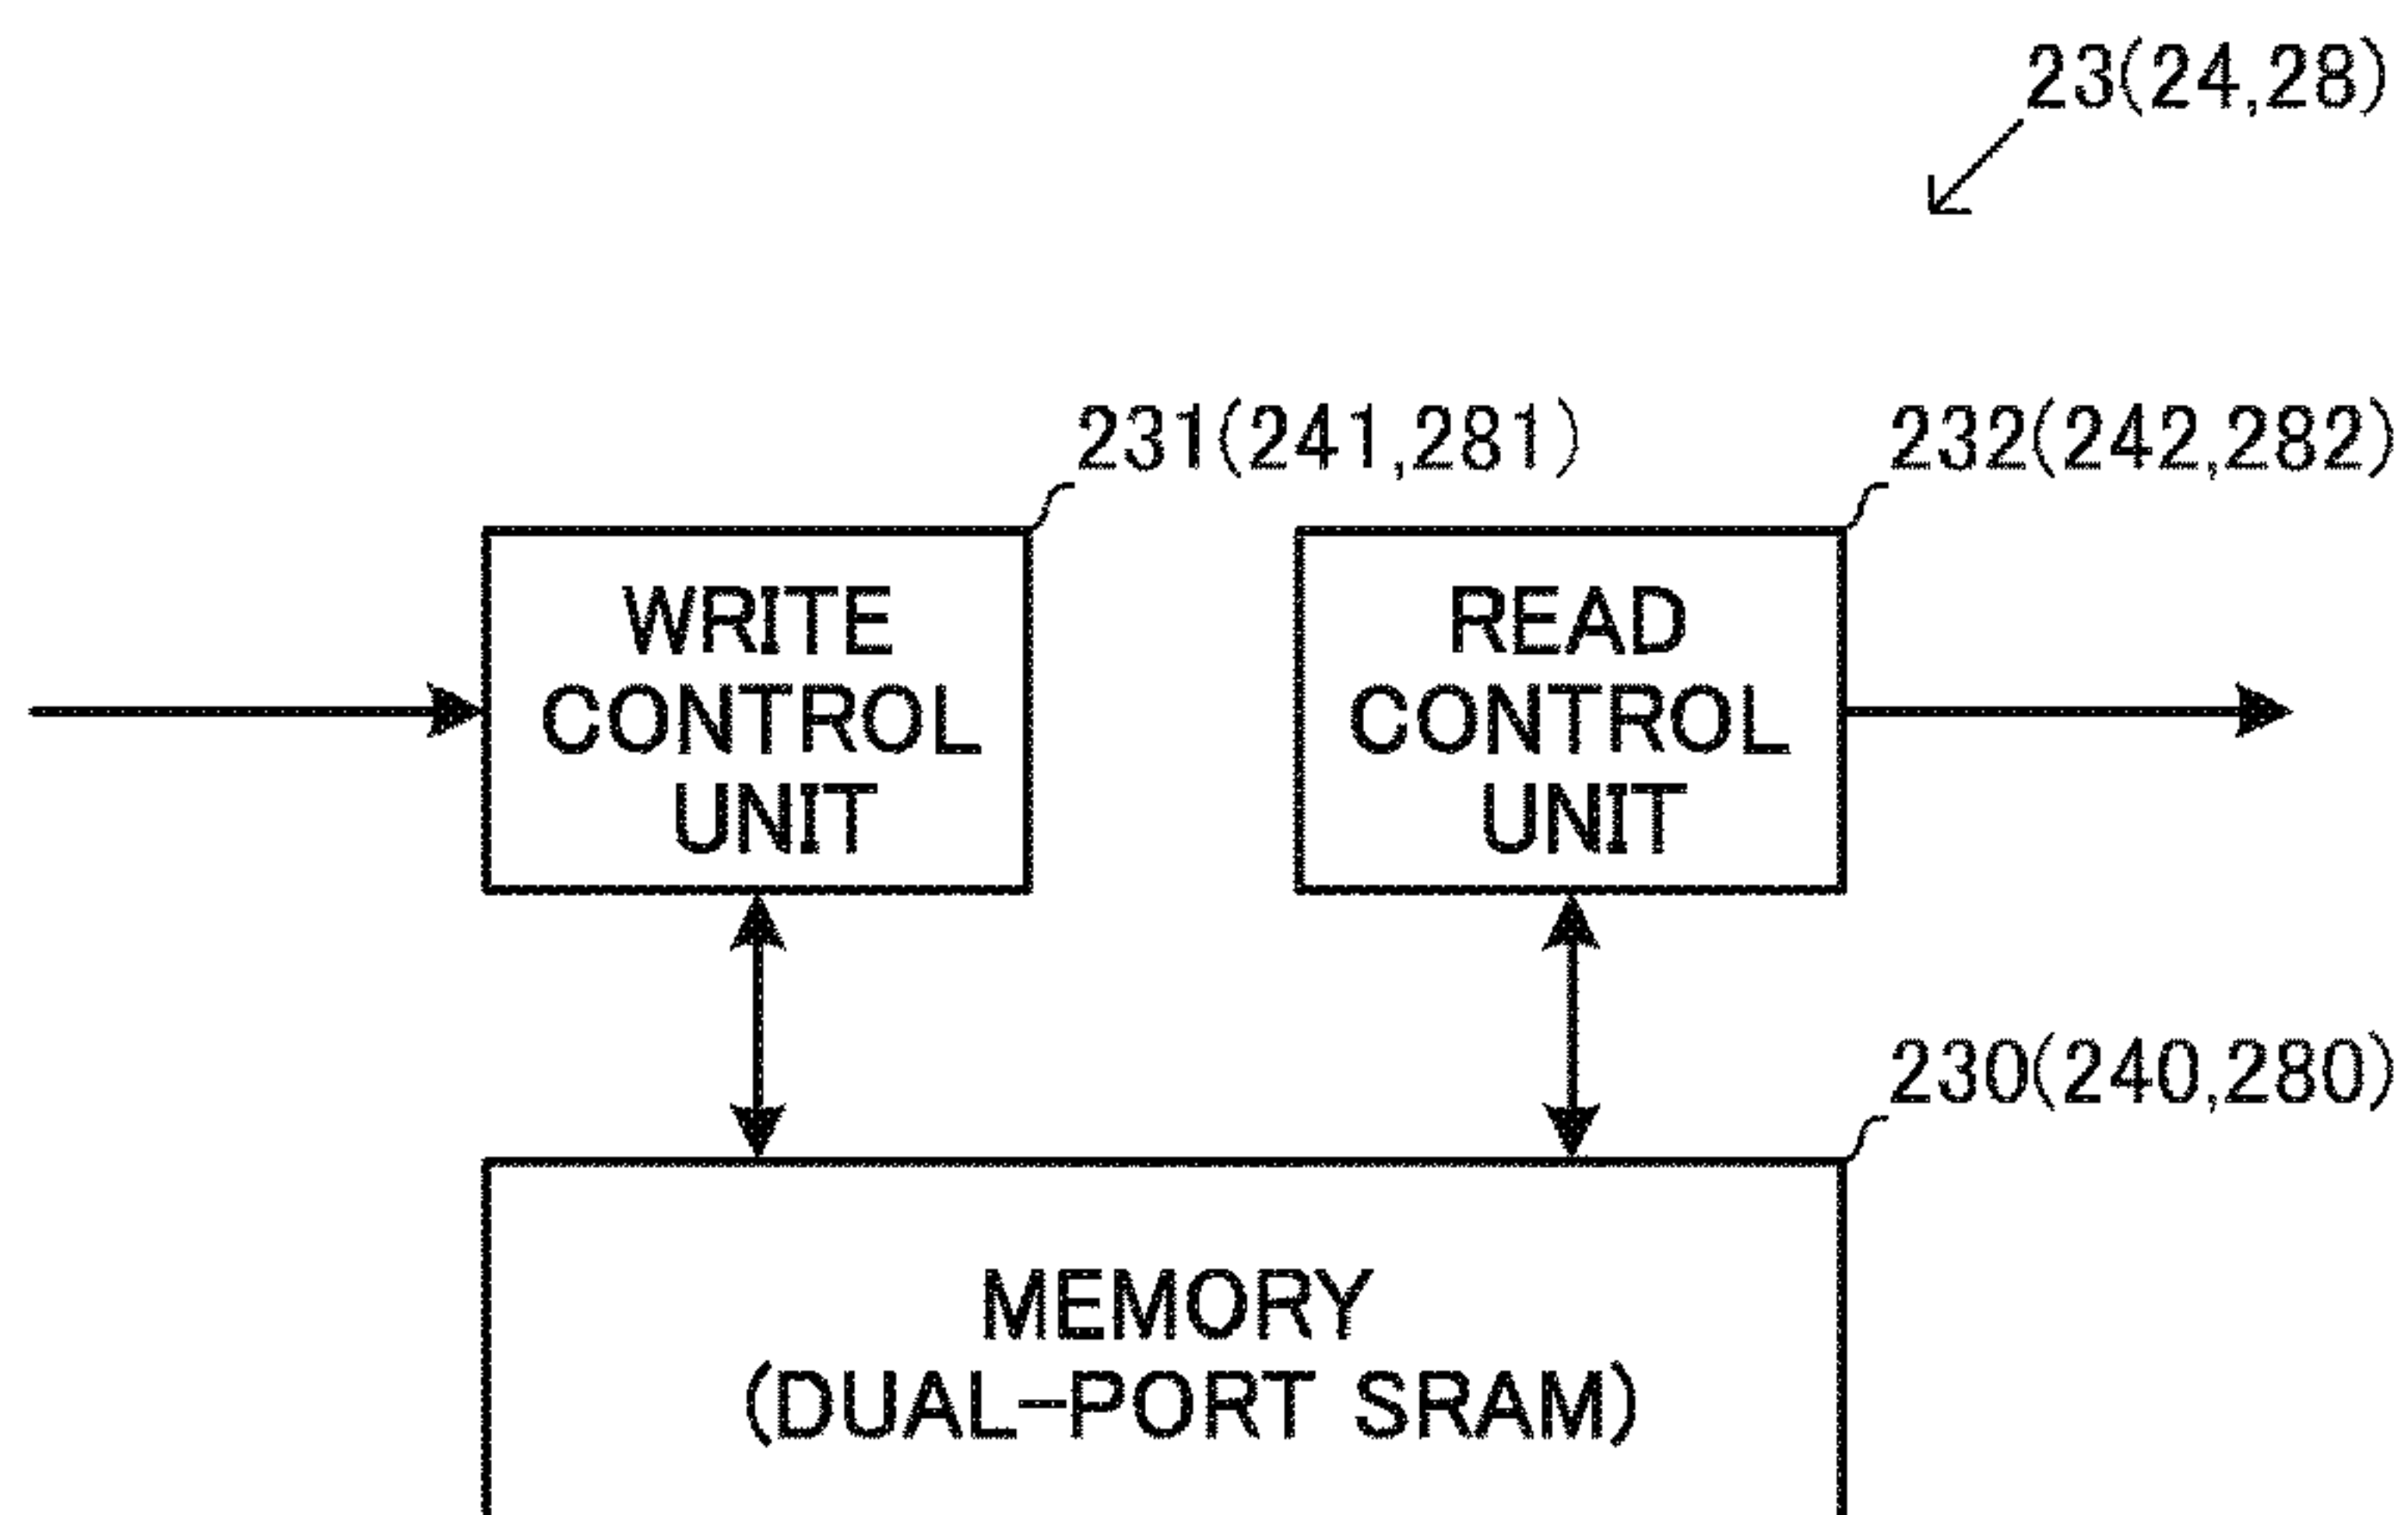 23(24,28)
231(241,281)
232(242,282)
WRITE
CONTROL
UNIT
READ
CONTROL
UNIT
230(240,280)
MEMORY
(DUAL-PORT SRAM)